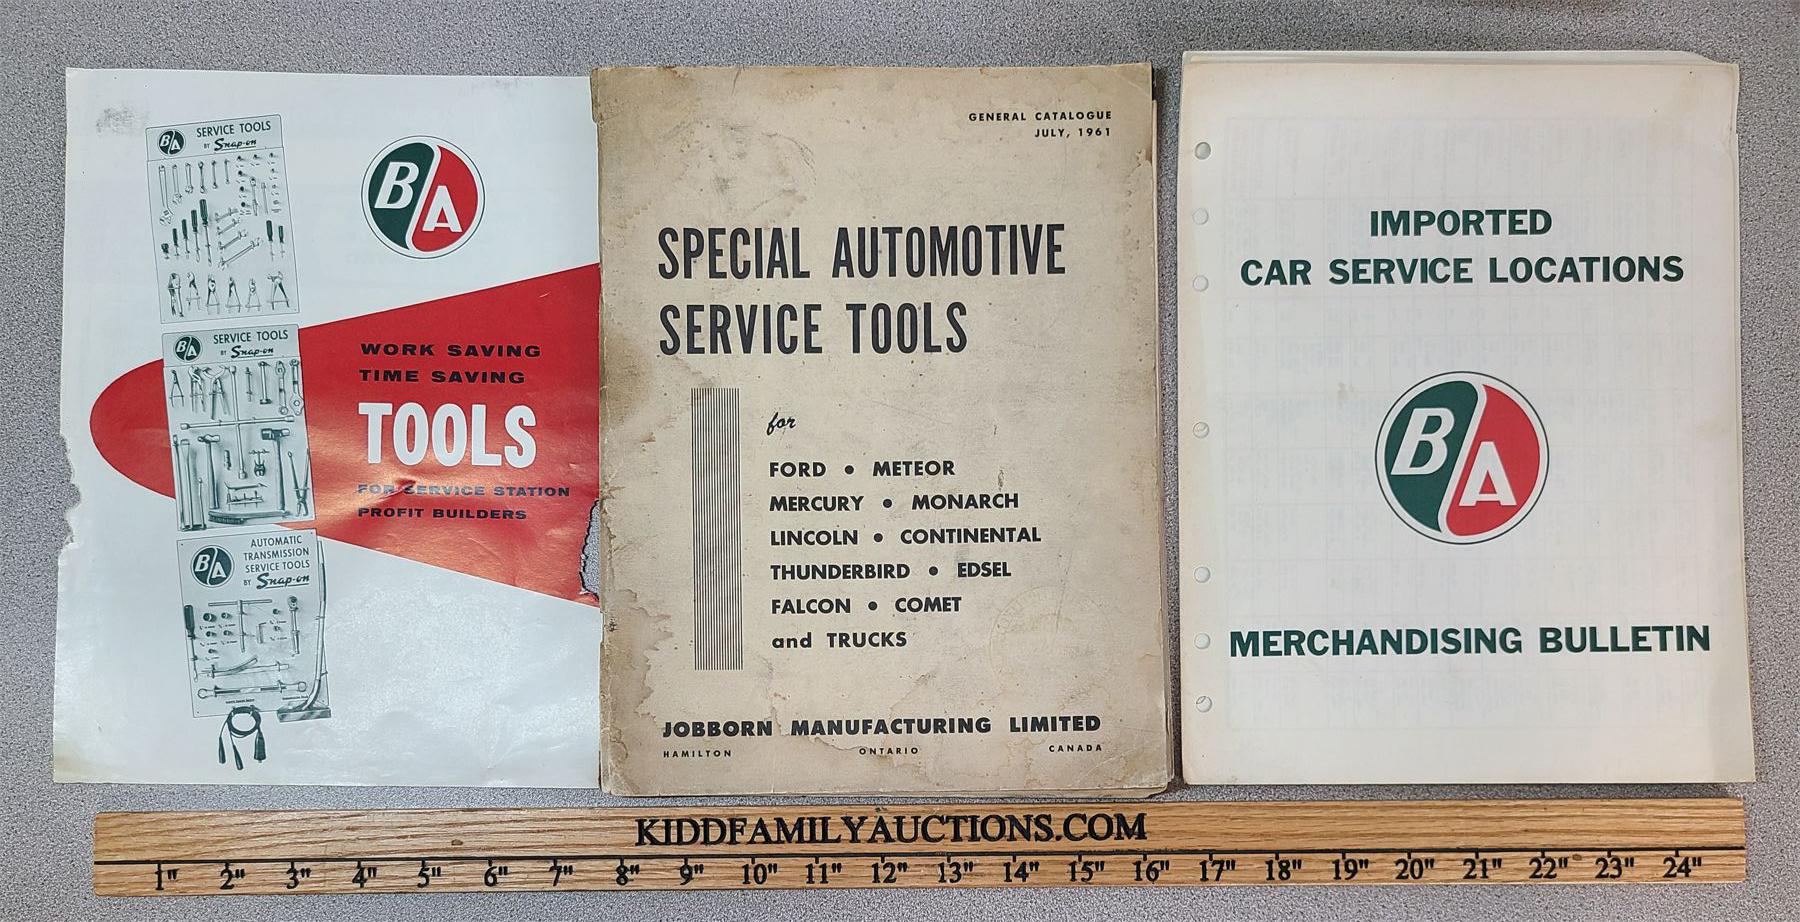 BA SERVICE TOOLS
BY Snap-on
BA
BA SERVICE TOOLS
BY Snap-on
WORK SAVING
TIME SAVING
TOOLS
FOR SERVICE STATION
PROFIT BUILDERS
BA AUTOMATIC
TRANSMISSION
SERVICE TOOLS
BY Snap-on
GENERAL CATALOGUE
JULY, 1961
SPECIAL AUTOMOTIVE
SERVICE TOOLS
for
FORD • METEOR
MERCURY • MONARCH
LINCOLN • CONTINENTAL
THUNDERBIRD • EDSEL
FALCON • COMET
and TRUCKS
JOBBORN MANUFACTURING LIMITED
HAMILTON ONTARIO CANADA
IMPORTED
CAR SERVICE LOCATIONS
BA
MERCHANDISING BULLETIN
KIDDFAMILYAUCTIONS.COM
1" 2" 3" 4" 5" 6" 7" 8" 9" 10" 11" 12" 13" 14" 15" 16" 17" 18" 19" 20" 21" 22" 23" 24"